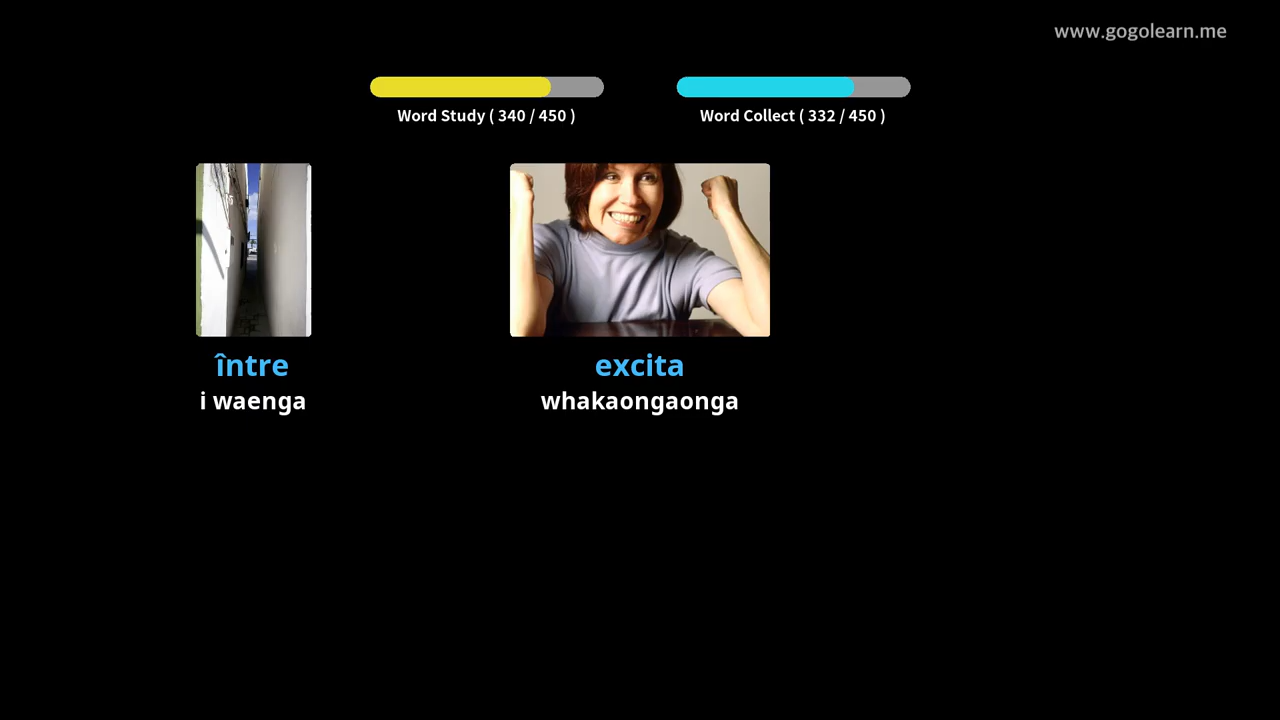 www.gogolearn.me
Word Study ( 340 / 450 )
Word Collect ( 332 / 450 )
între
i waenga
excita
whakaongaonga